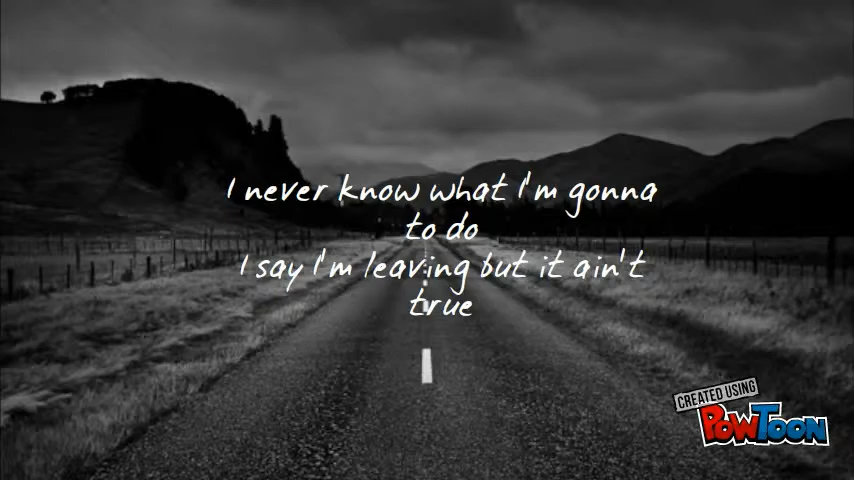 I never know what I'm gonna
to do
I say I'm leaving but it ain't
true
CREATED USING
POWTOON